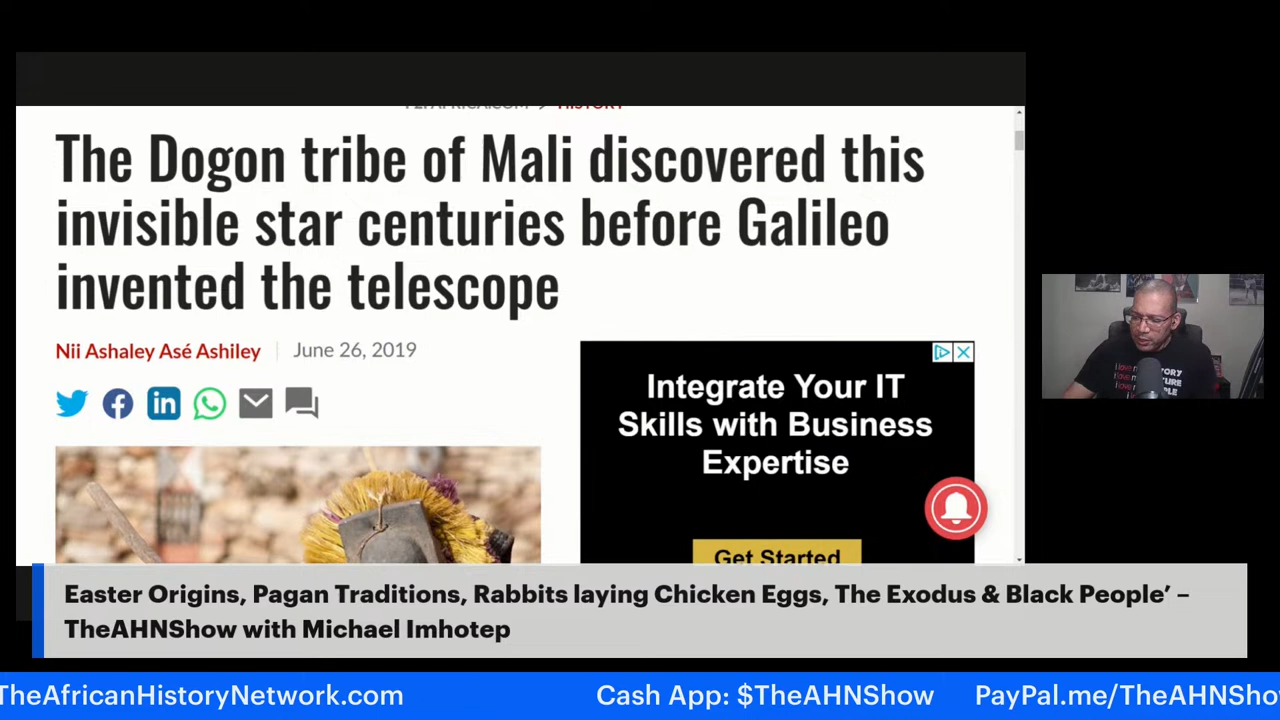 HISTORY
The Dogon tribe of Mali discovered this
invisible star centuries before Galileo
invented the telescope
Nii Ashaley Asé Ashiley
June 26, 2019
Integrate Your IT
Skills with Business
Expertise
Get Started
Easter Origins, Pagan Traditions, Rabbits laying Chicken Eggs, The Exodus & Black People’ –
TheAHNShow with Michael Imhotep
TheAfricanHistoryNetwork.com
Cash App: $TheAHNShow
PayPal.me/TheAHNSho